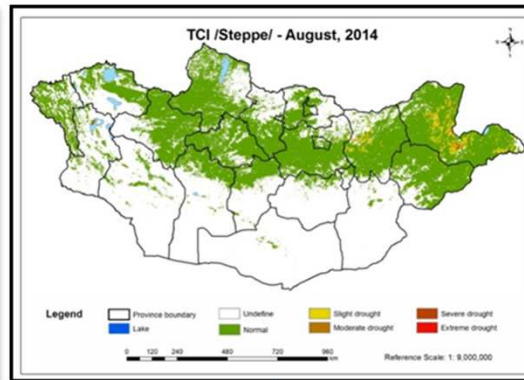 TCI /Steppe/ - August, 2014
Legend
Province boundary
Undefine
Slight drought
Severe drought
Lake
Normal
Moderate drought
Extreme drought
0 120 240 480 720 960
km
Reference Scale: 1: 9,000,000